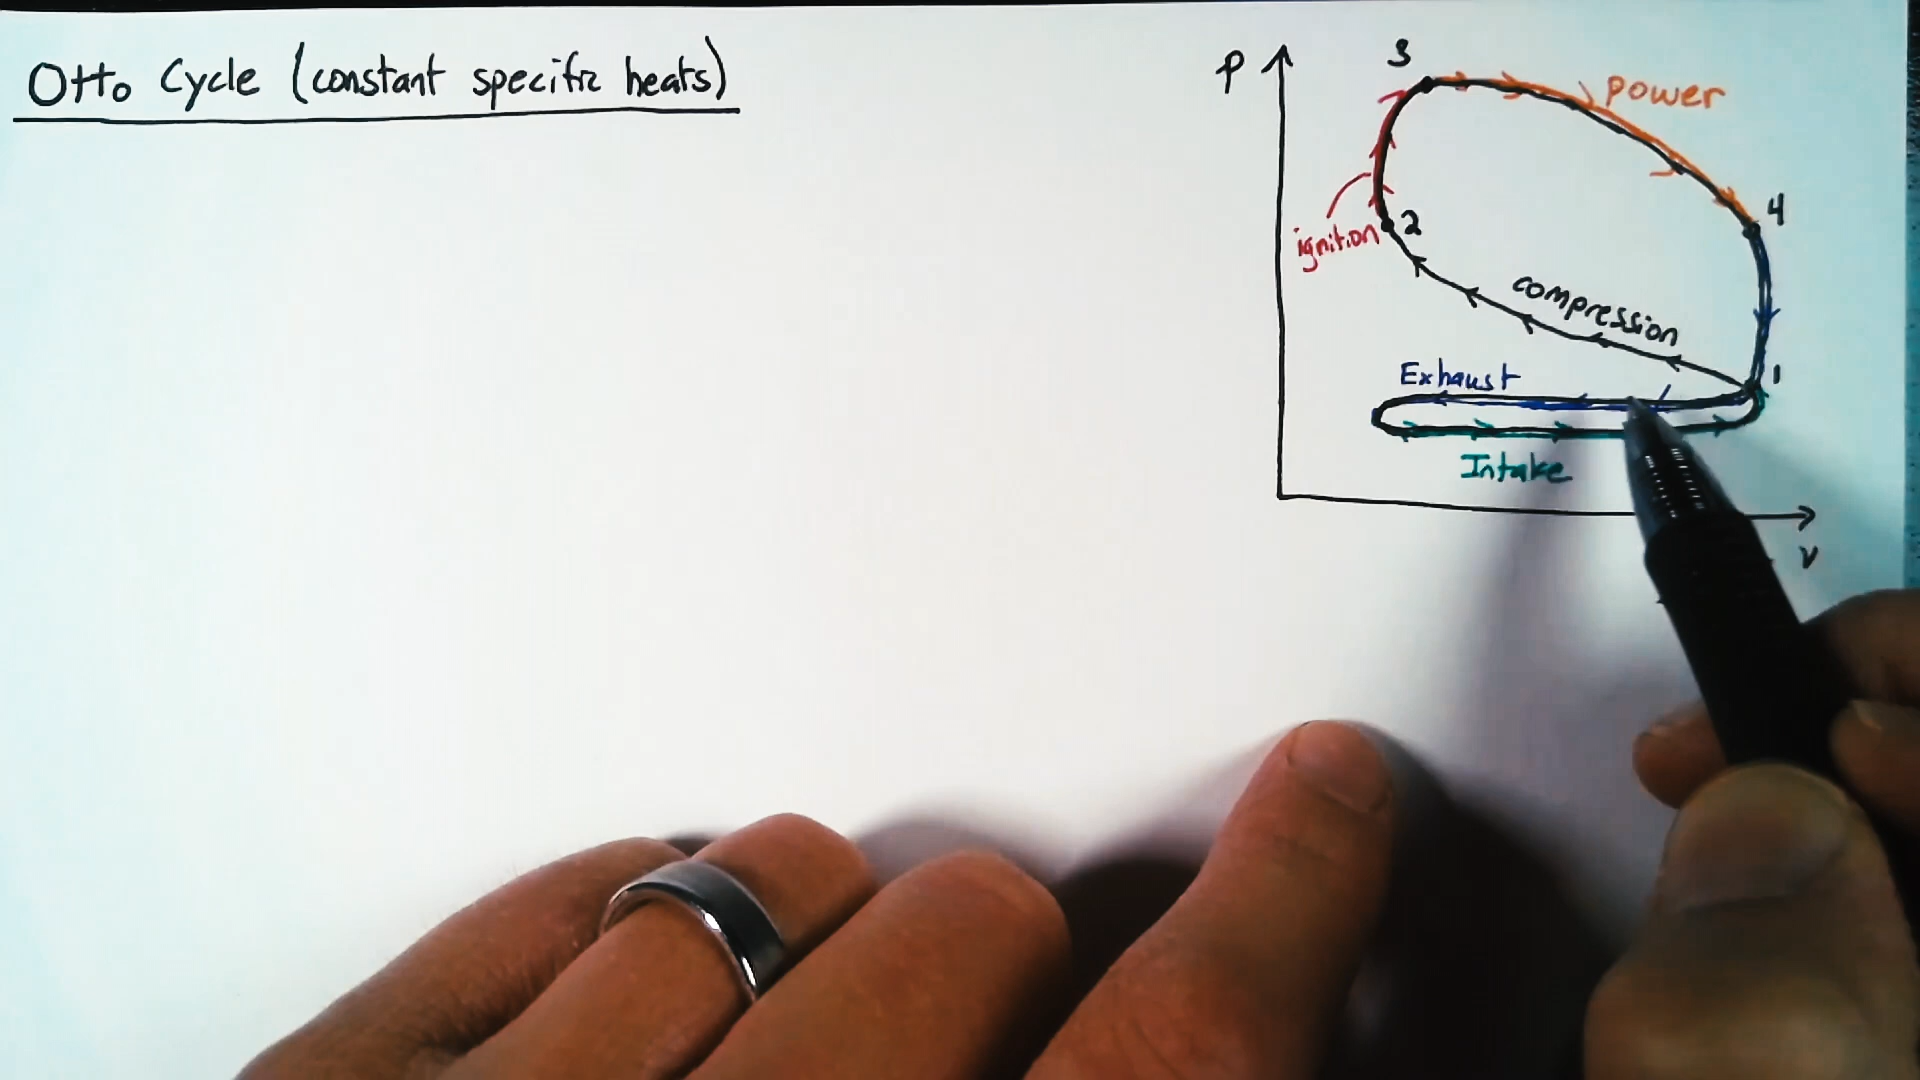 Otto Cycle (constant specific heats)
P
3
power
4
2
ignition
compression
Exhaust
1
Intake
v